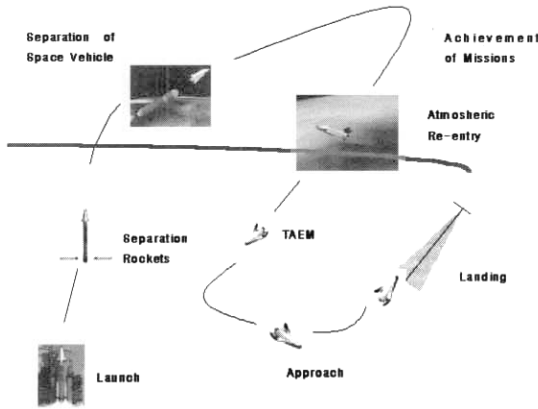 Separation of
Space Vehicle
Achievement
of Missions
Atmosheric
Re-entry
Separation
Rockets
TAEM
Landing
Launch
Approach